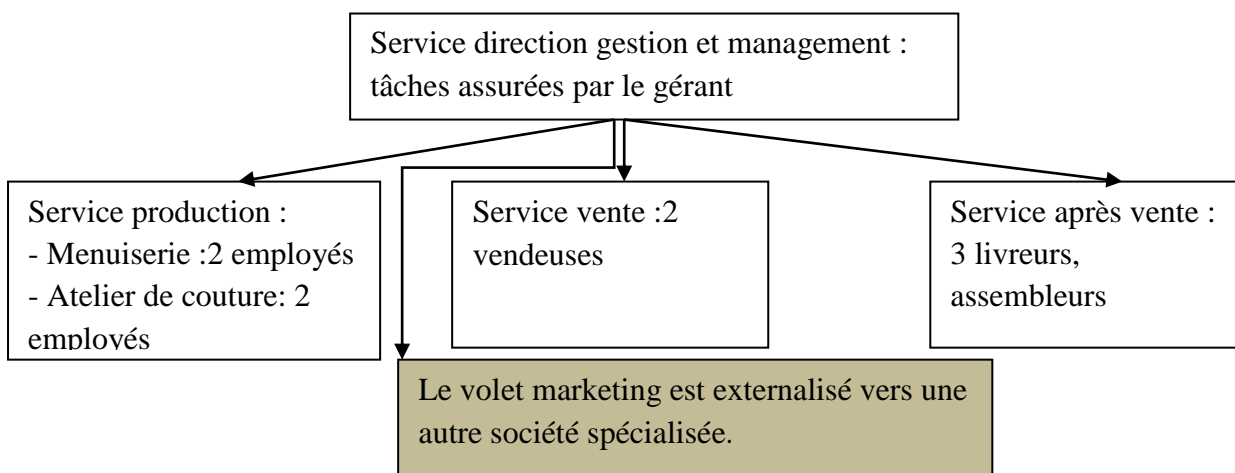 Service direction gestion et management :
tâches assurées par le gérant
Service production :
- Menuiserie :2 employés
- Atelier de couture: 2
employés
Service vente :2
vendeuses
Service après vente :
3 livreurs,
assembleurs
Le volet marketing est externalisé vers une
autre société spécialisée.